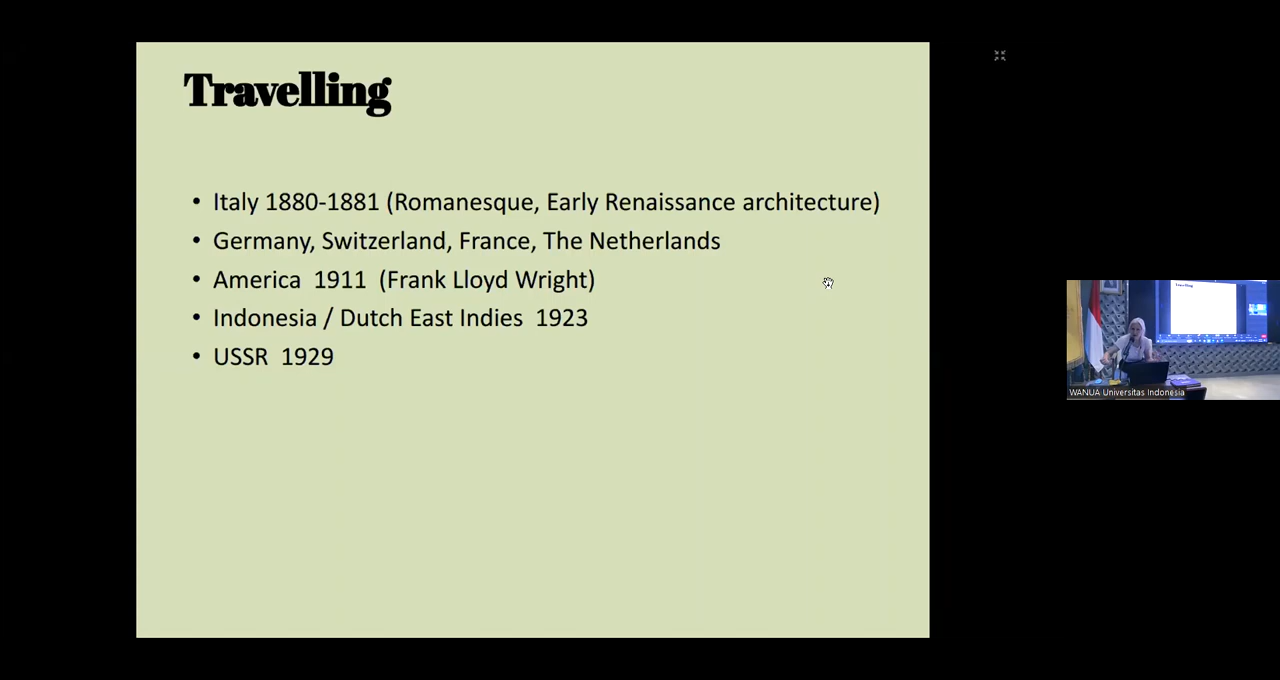 Travelling
• Italy 1880-1881 (Romanesque, Early Renaissance architecture)
• Germany, Switzerland, France, The Netherlands
• America 1911 (Frank Lloyd Wright)
• Indonesia / Dutch East Indies 1923
• USSR 1929
Travelling
WANUA Universitas Indonesia